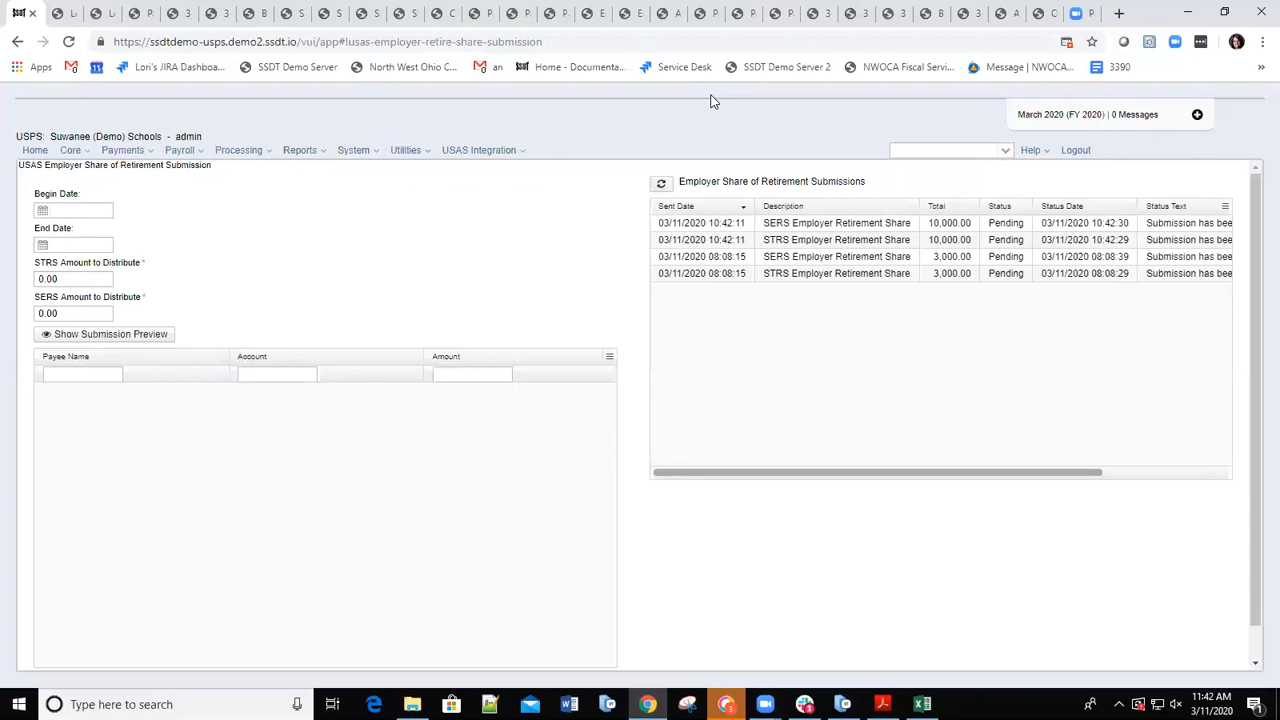 https://ssdtdemo-usps.demo2.ssdt.io/vui/app#!usas-employer-retire-share-submission
Apps Lori's JIRA Dashboa... SSDT Demo Server North West Ohio C... an Home - Documenta... Service Desk SSDT Demo Server 2 NWOCA Fiscal Servi... Message | NWOCA... 3390 »
March 2020 (FY 2020) | 0 Messages
USPS: Suwanee (Demo) Schools - admin
Home Core Payments Processing Payroll Reports System Utilities USAS Integration Help Logout
USAS Employer Share of Retirement Submission
Begin Date:
End Date:
STRS Amount to Distribute *
0.00
SERS Amount to Distribute *
0.00
Show Submission Preview
Payee Name Account Amount
Employer Share of Retirement Submissions
Sent Date Description Total Status Status Date Status Text
03/11/2020 10:42:11 SERS Employer Retirement Share 10,000.00 Pending 03/11/2020 10:42:30 Submission has bee
03/11/2020 10:42:11 STRS Employer Retirement Share 10,000.00 Pending 03/11/2020 10:42:29 Submission has bee
03/11/2020 08:08:15 SERS Employer Retirement Share 3,000.00 Pending 03/11/2020 08:08:39 Submission has bee
03/11/2020 08:08:15 STRS Employer Retirement Share 3,000.00 Pending 03/11/2020 08:08:29 Submission has bee
Type here to search
11:42 AM
3/11/2020